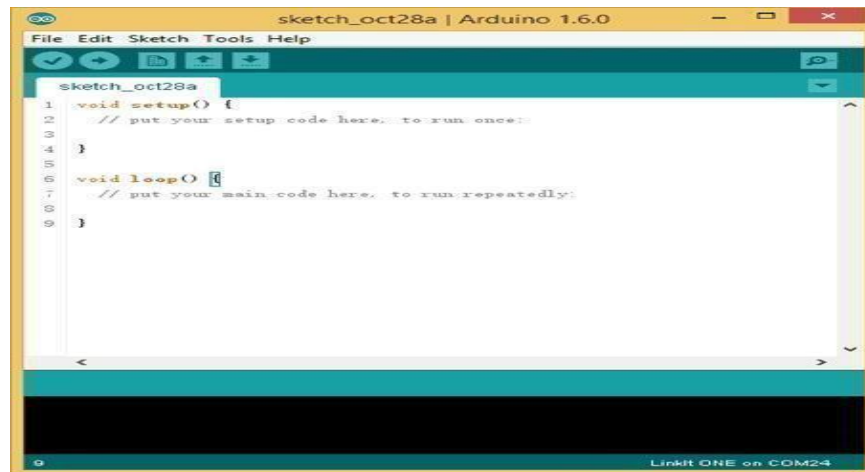 sketch_oct28a | Arduino 1.6.0
File Edit Sketch Tools Help
sketch_oct28a
1 void setup() {
2 // put your setup code here, to run once:
3
4 }
5
6 void loop() {
7 // put your main code here, to run repeatedly:
8
9 }
9 LinkIt ONE on COM24